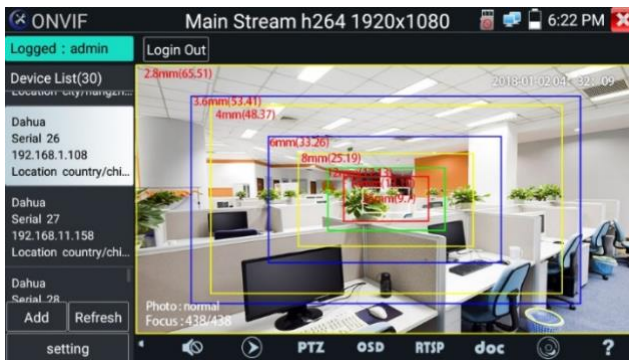 ONVIF
Main Stream h264 1920x1080
6:22 PM
Logged : admin
Login Out
Device List(30)
Dahua
Serial 26
192.168.1.108
Location country/chi...
Dahua
Serial 27
192.168.11.158
Location country/chi...
Dahua
Serial 28
Add
Refresh
setting
2.8mm(65.51)
3.6mm(53.41)
4mm(48.37)
6mm(33.26)
8mm(25.19)
Photo : normal
Focus : 438/438
PTZ
OSD
RTSP
doc
?